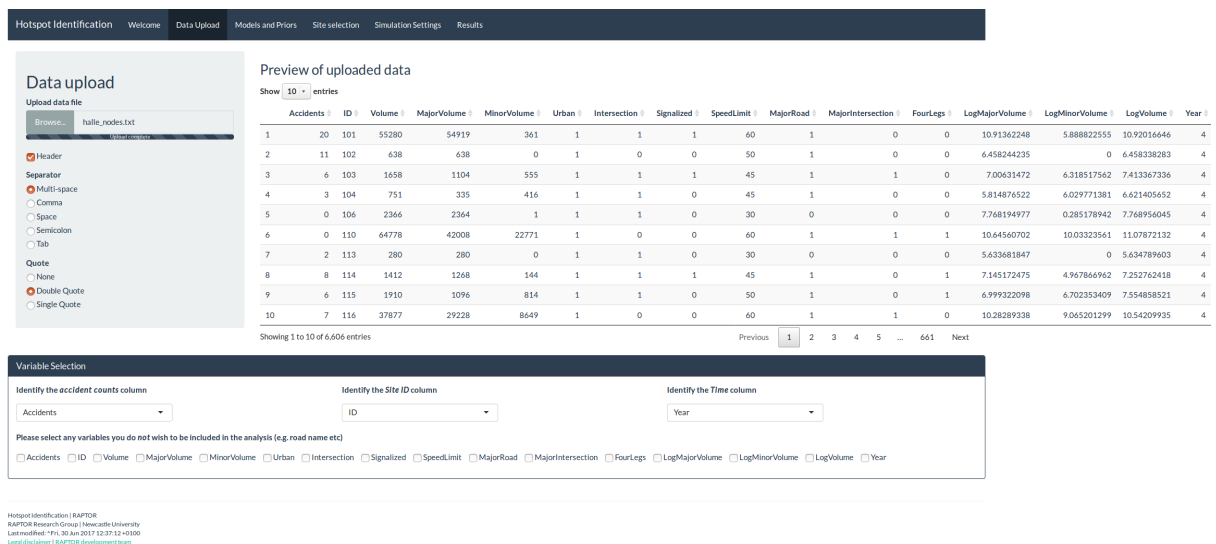 Hotspot Identification Welcome Data Upload Models and Priors Site selection Simulation Settings Results
Data upload
Upload data file
Browse... halle_nodes.txt
Upload complete
Header
Separator
Multi-space
Comma
Space
Semicolon
Tab
Quote
None
Double Quote
Single Quote
Preview of uploaded data
Show 10 entries
Accidents ID Volume MajorVolume MinorVolume Urban Intersection Signalized SpeedLimit MajorRoad MajorIntersection FourLegs LogMajorVolume LogMinorVolume LogVolume Year
1 20 101 55280 54919 361 1 1 1 60 1 0 0 10.91362248 5.888822555 10.92016646 4
2 11 102 638 638 0 1 0 0 50 1 0 0 6.458244235 0 6.458338283 4
3 6 103 1658 1104 555 1 1 1 45 1 0 0 7.00631472 6.318517562 7.413367336 4
4 3 104 751 335 416 1 1 0 45 1 0 0 5.814876522 6.029771381 6.621405652 4
5 0 106 2366 2364 1 1 1 0 30 0 0 0 7.768194977 0.285178942 7.768956045 4
6 0 110 64778 42008 22771 1 0 0 60 1 1 1 10.64560702 10.03323561 11.07872132 4
7 2 113 280 280 0 1 1 0 30 0 0 0 5.633681847 0 5.634789603 4
8 8 114 1412 1268 144 1 1 1 45 1 0 1 7.145172475 4.967866962 7.252762418 4
9 6 115 1910 1096 814 1 1 0 50 1 0 1 6.999322098 6.702353409 7.554858521 4
10 7 116 37877 29228 8649 1 0 0 60 1 1 0 10.28289338 9.065201299 10.54209935 4
Showing 1 to 10 of 6,606 entries
Previous 1 2 3 4 5 ... 661 Next
Variable Selection
Identify the accident counts column Identify the Site ID column Identify the Time column
Accidents ID Year
Please select any variables you do not wish to be included in the analysis (e.g. road name etc)
Accidents ID Volume MajorVolume MinorVolume Urban Intersection Signalized SpeedLimit MajorRoad MajorIntersection FourLegs LogMajorVolume LogMinorVolume LogVolume Year
Hotspot Identification | RAPTOR
RAPTOR Research Group | Newcastle University
Last modified: ^Fri, 30 Jun 2017 12:37:12 +0100
Legal disclaimer | RAPTOR development team